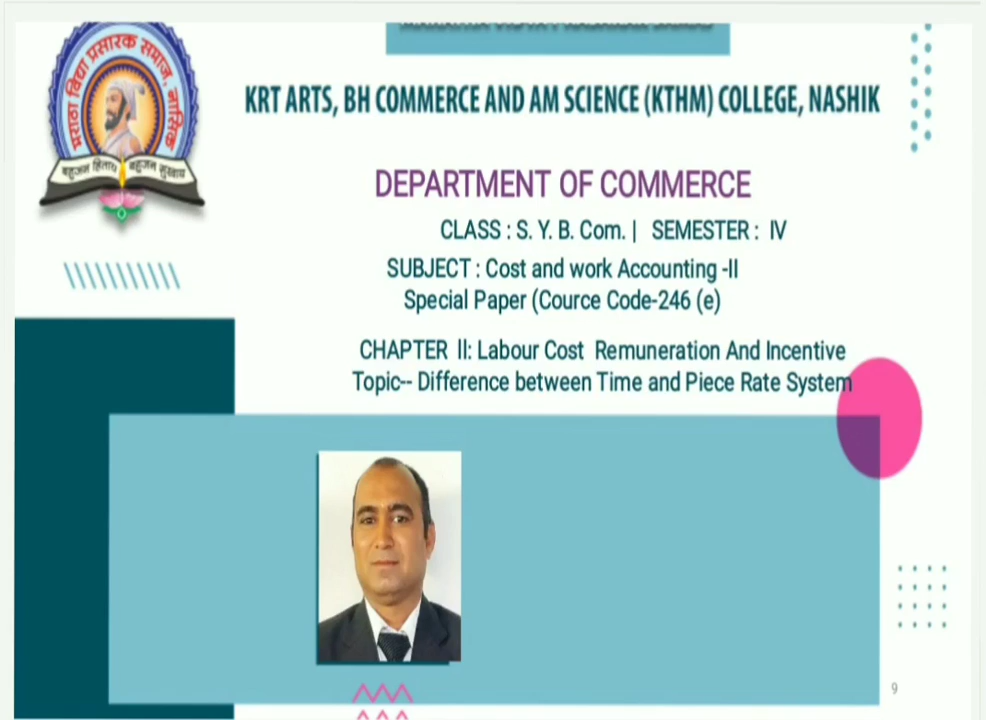 मराठा विद्या प्रसारक समाज, नाशिक
बहुजन हिताय बहुजन सुखाय
KRT ARTS, BH COMMERCE AND AM SCIENCE (KTHM) COLLEGE, NASHIK
DEPARTMENT OF COMMERCE
CLASS : S. Y. B. Com. | SEMESTER : IV
SUBJECT : Cost and work Accounting -II
Special Paper (Cource Code-246 (e)
CHAPTER II: Labour Cost Remuneration And Incentive
Topic-- Difference between Time and Piece Rate System
9